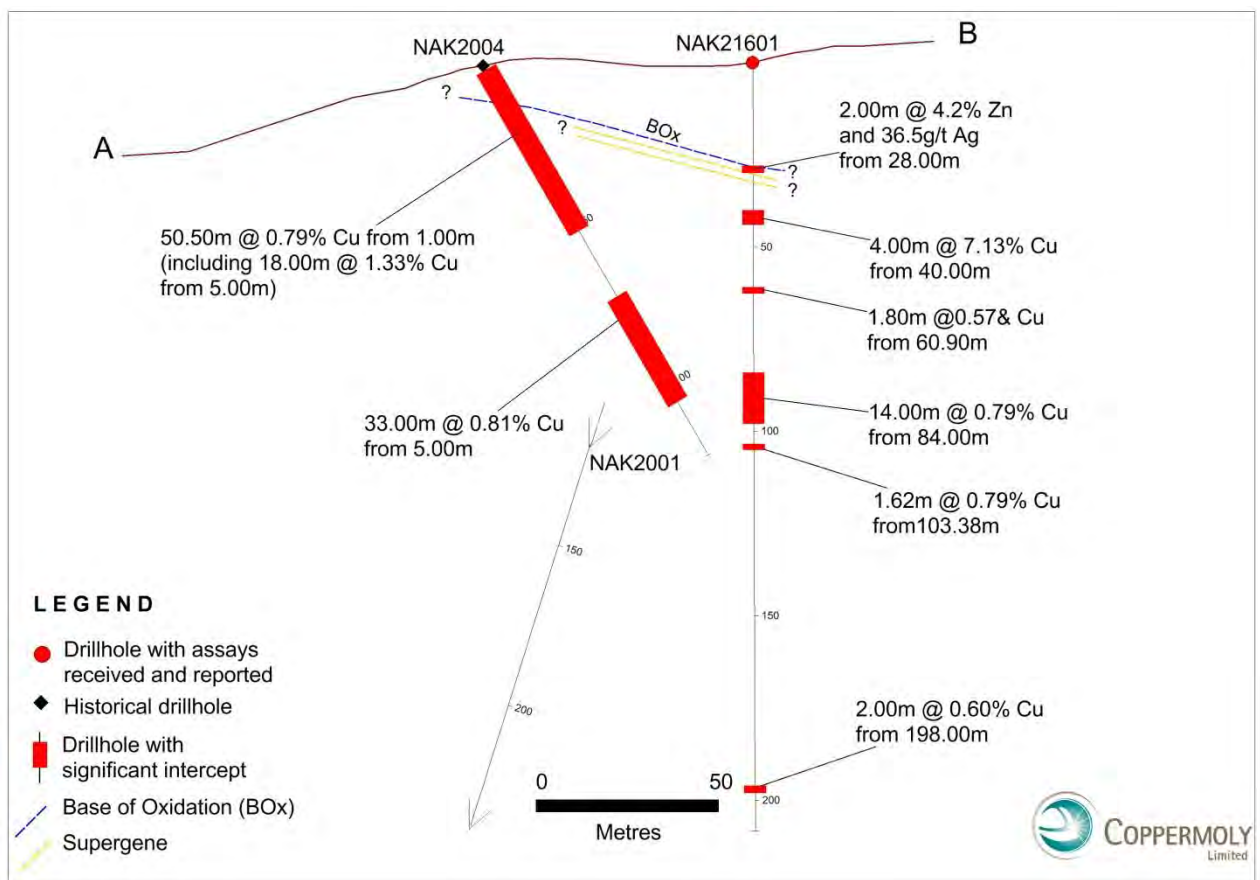 B
NAK2004
NAK21601
A
?
?
BOx
?
?
2.00m @ 4.2% Zn
and 36.5g/t Ag
from 28.00m
50.50m @ 0.79% Cu from 1.00m
(including 18.00m @ 1.33% Cu
from 5.00m)
50
4.00m @ 7.13% Cu
from 40.00m
1.80m @0.57& Cu
from 60.90m
33.00m @ 0.81% Cu
from 5.00m
00
14.00m @ 0.79% Cu
from 84.00m
100
NAK2001
1.62m @ 0.79% Cu
from103.38m
150
150
200
2.00m @ 0.60% Cu
from 198.00m
200
LEGEND
Drillhole with assays
received and reported
Historical drillhole
Drillhole with
significant intercept
Base of Oxidation (BOx)
Supergene
0 50
Metres
COPPERMOLY
Limited